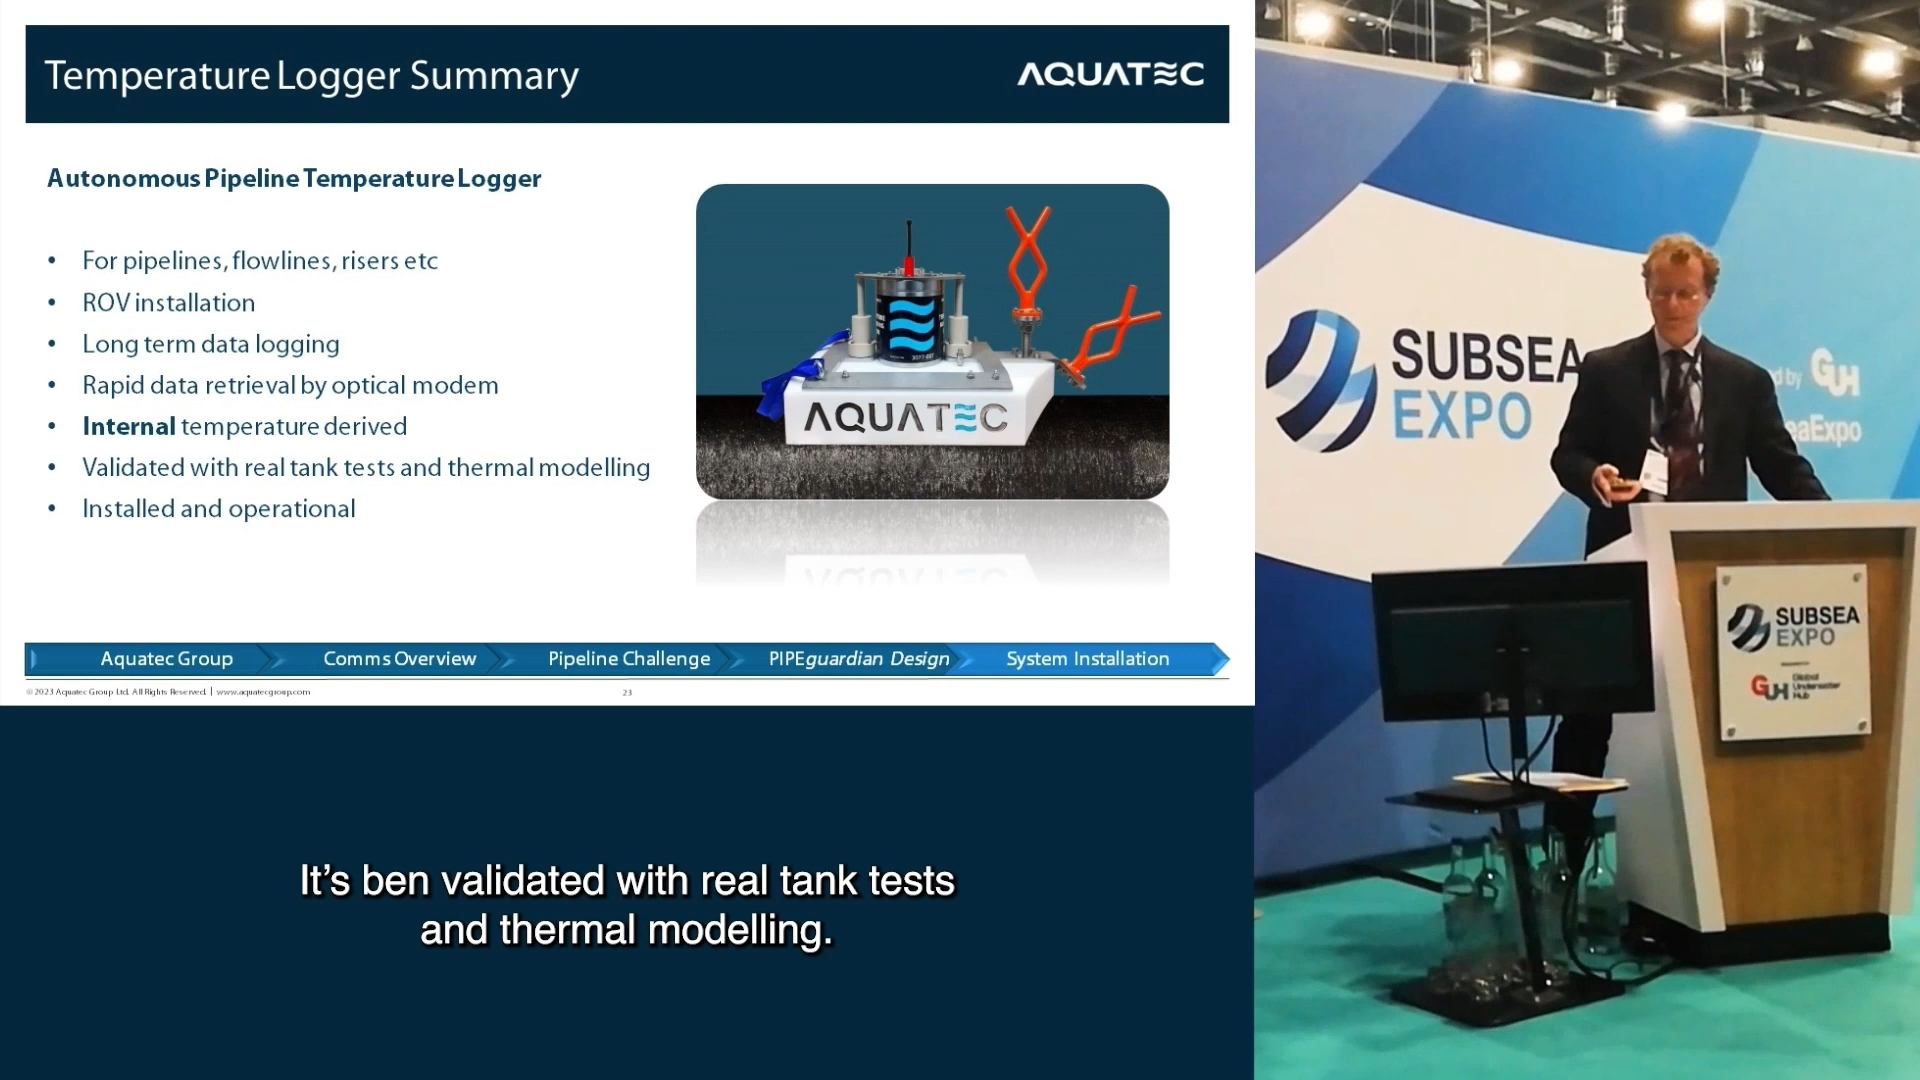 Temperature Logger Summary
AQUATEC
Autonomous Pipeline Temperature Logger
• For pipelines, flowlines, risers etc
• ROV installation
• Long term data logging
• Rapid data retrieval by optical modem
• Internal temperature derived
• Validated with real tank tests and thermal modelling
• Installed and operational
AQUATEC
Aquatec Group
Comms Overview
Pipeline Challenge
PIPEguardian Design
System Installation
© 2023 Aquatec Group Ltd. All Rights Reserved. | www.aquatecgroup.com
23
It's ben validated with real tank tests
and thermal modelling.
SUBSEA
EXPO
d by GUH
eaExpo
SUBSEA
EXPO
GUH Global
Underwater
Hub